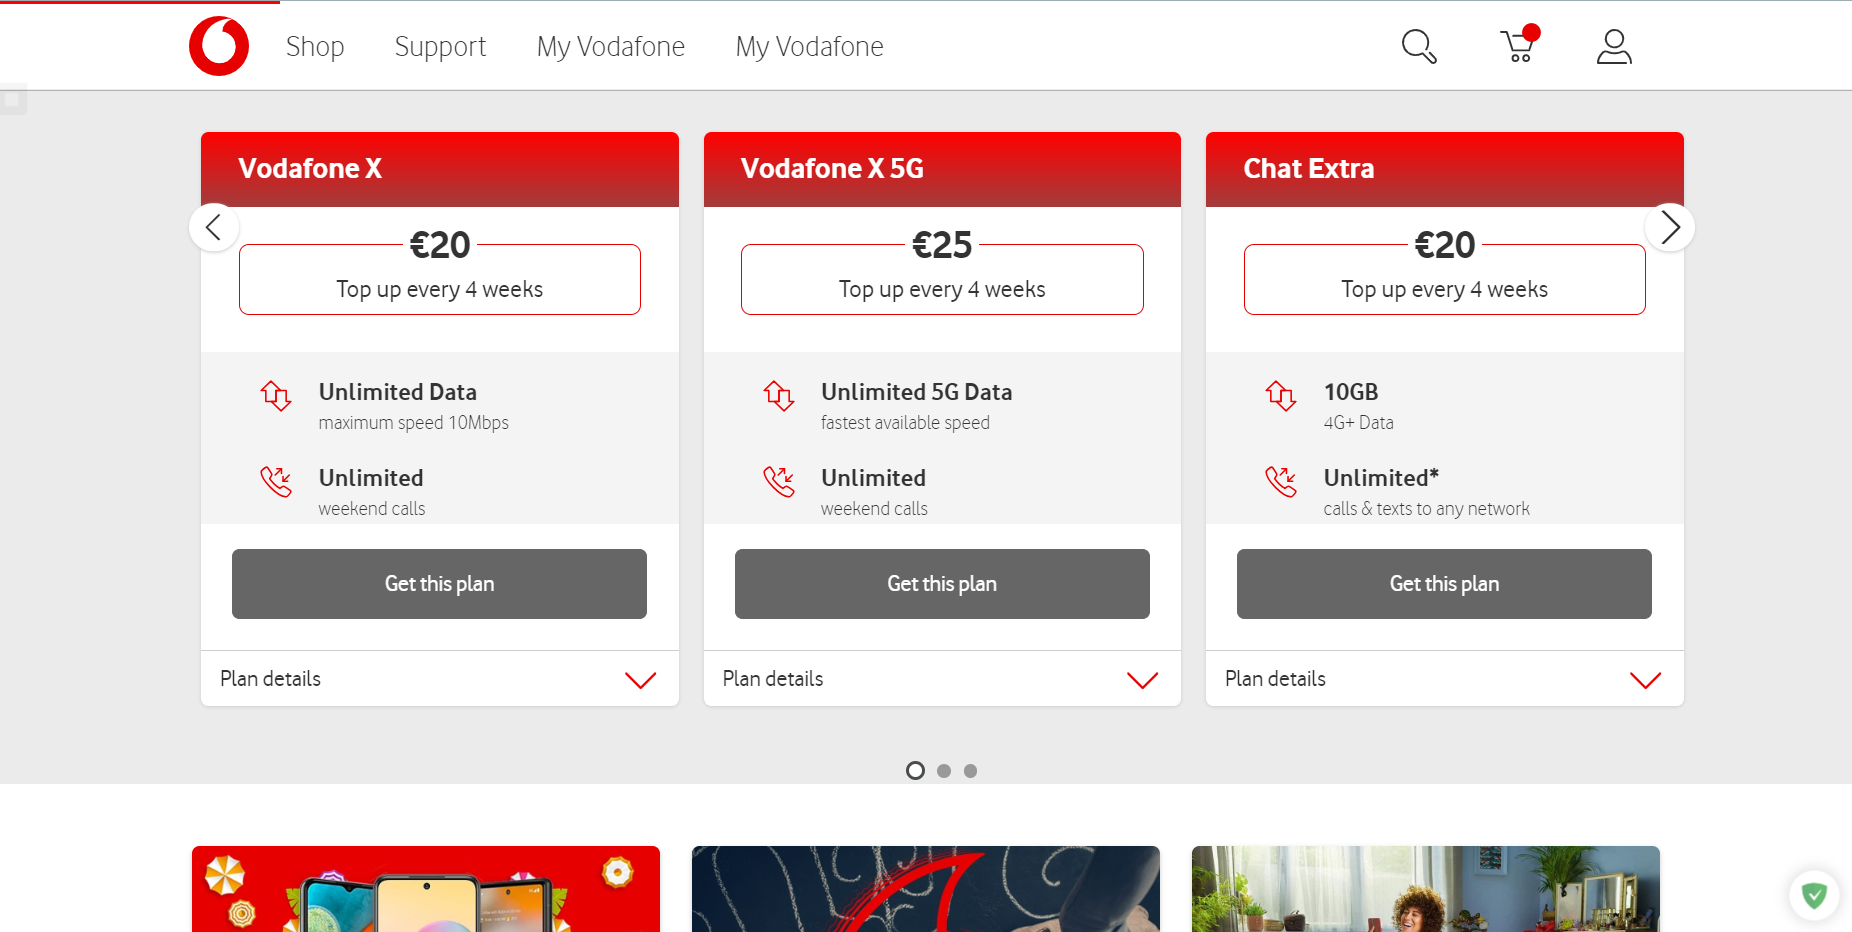 Shop Support My Vodafone My Vodafone
Vodafone X
€20
Top up every 4 weeks
Unlimited Data
maximum speed 10Mbps
Unlimited
weekend calls
Get this plan
Plan details
Vodafone X 5G
€25
Top up every 4 weeks
Unlimited 5G Data
fastest available speed
Unlimited
weekend calls
Get this plan
Plan details
Chat Extra
€20
Top up every 4 weeks
10GB
4G+ Data
Unlimited*
calls & texts to any network
Get this plan
Plan details